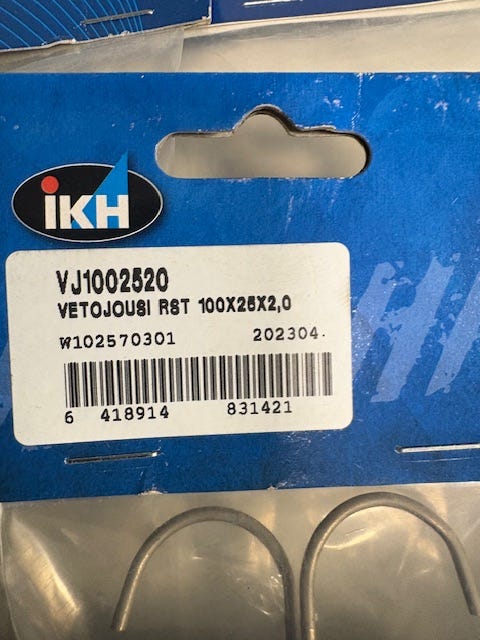 iKH
VJ1002520
VETOJOUSI RST 100X25X2,0
W102570301 202304.
6 418914 831421